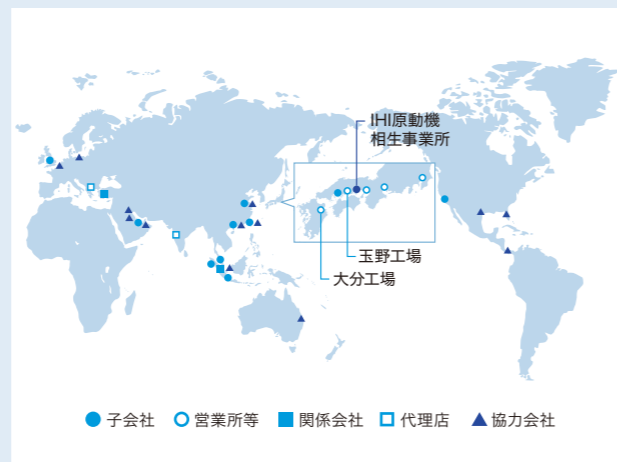 IHI原動機
相生事業所
玉野工場
大分工場
子会社 営業所等 関係会社 代理店 協力会社